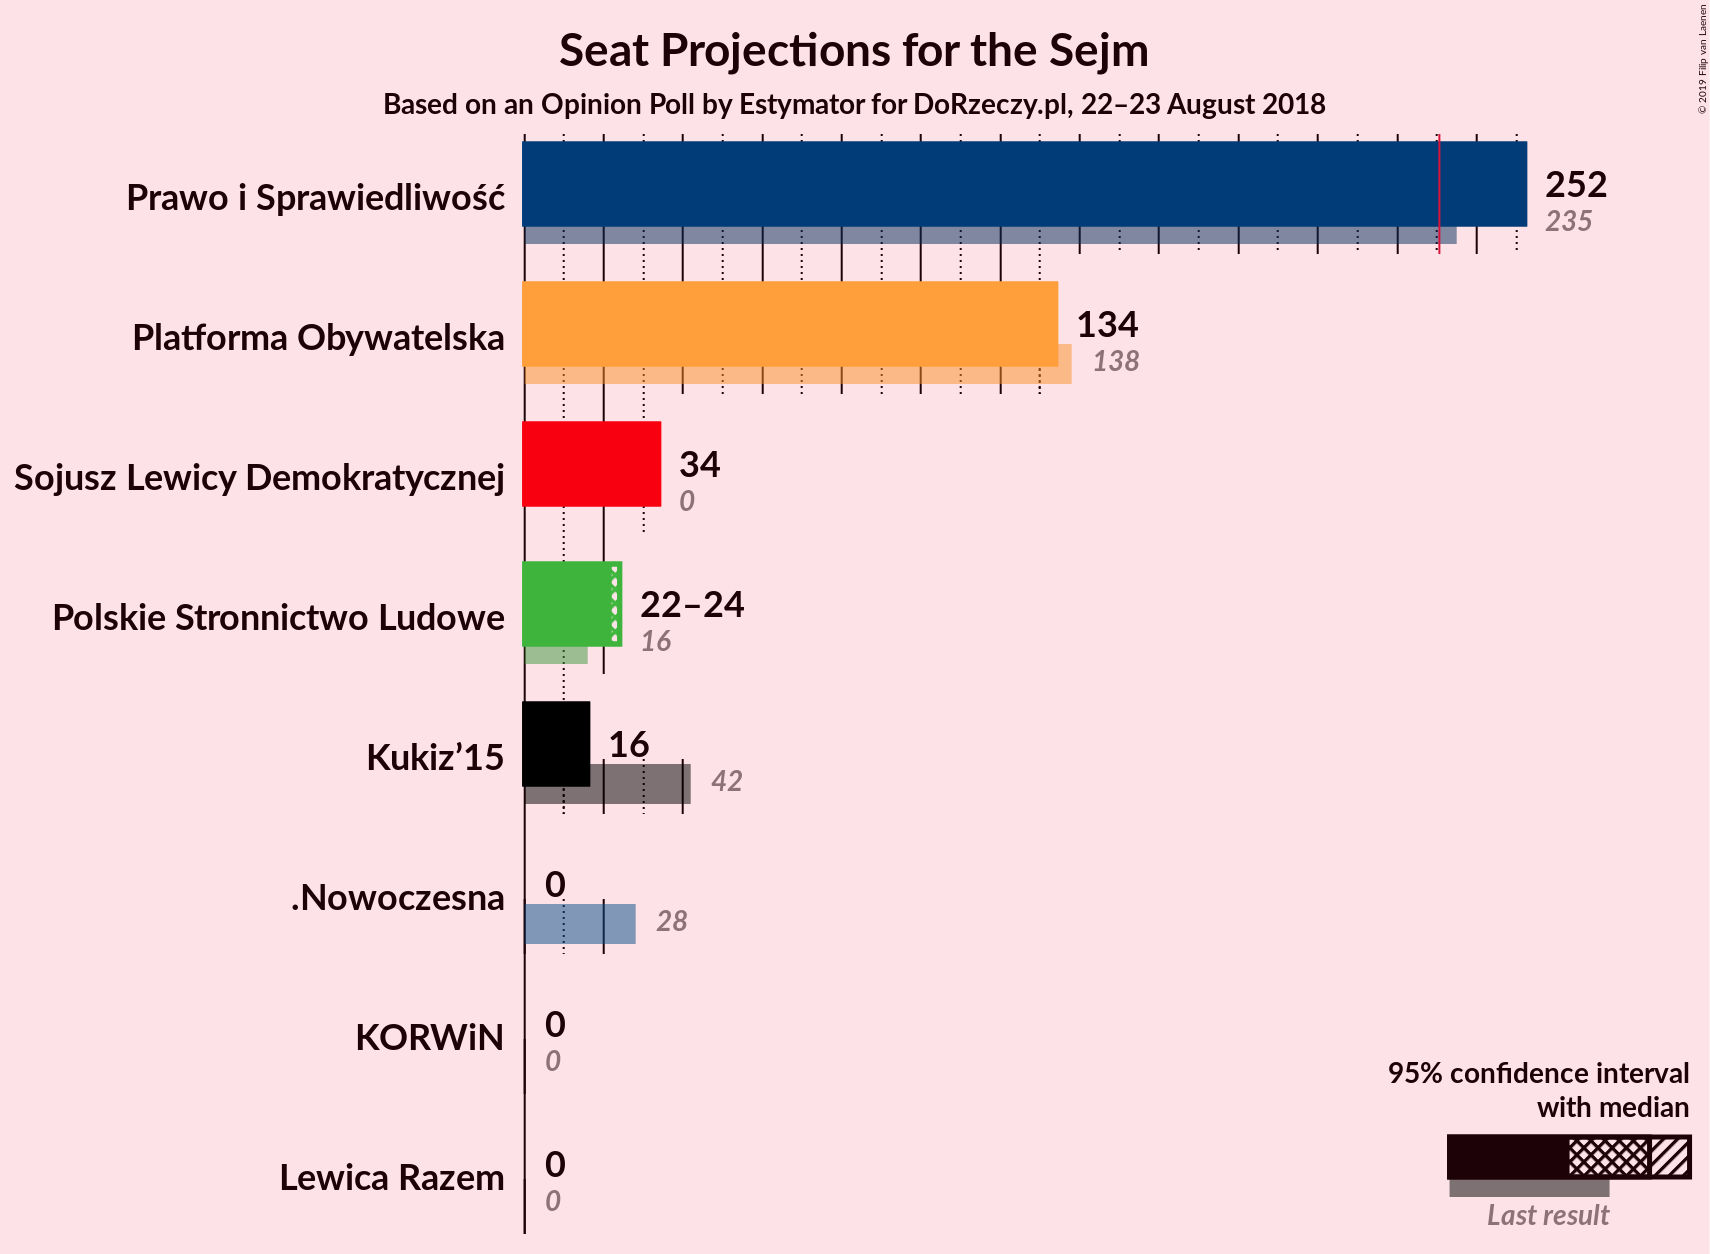 Seat Projections for the Sejm
Based on an Opinion Poll by Estymator for DoRzeczy.pl, 22–23 August 2018
© 2019 Filip van Laenen
Prawo i Sprawiedliwość
252
235
Platforma Obywatelska
134
138
Sojusz Lewicy Demokratycznej
34
0
Polskie Stronnictwo Ludowe
22–24
16
Kukiz’15
16
42
.Nowoczesna
0
28
KORWiN
0
0
Lewica Razem
0
0
95% confidence interval
with median
Last result